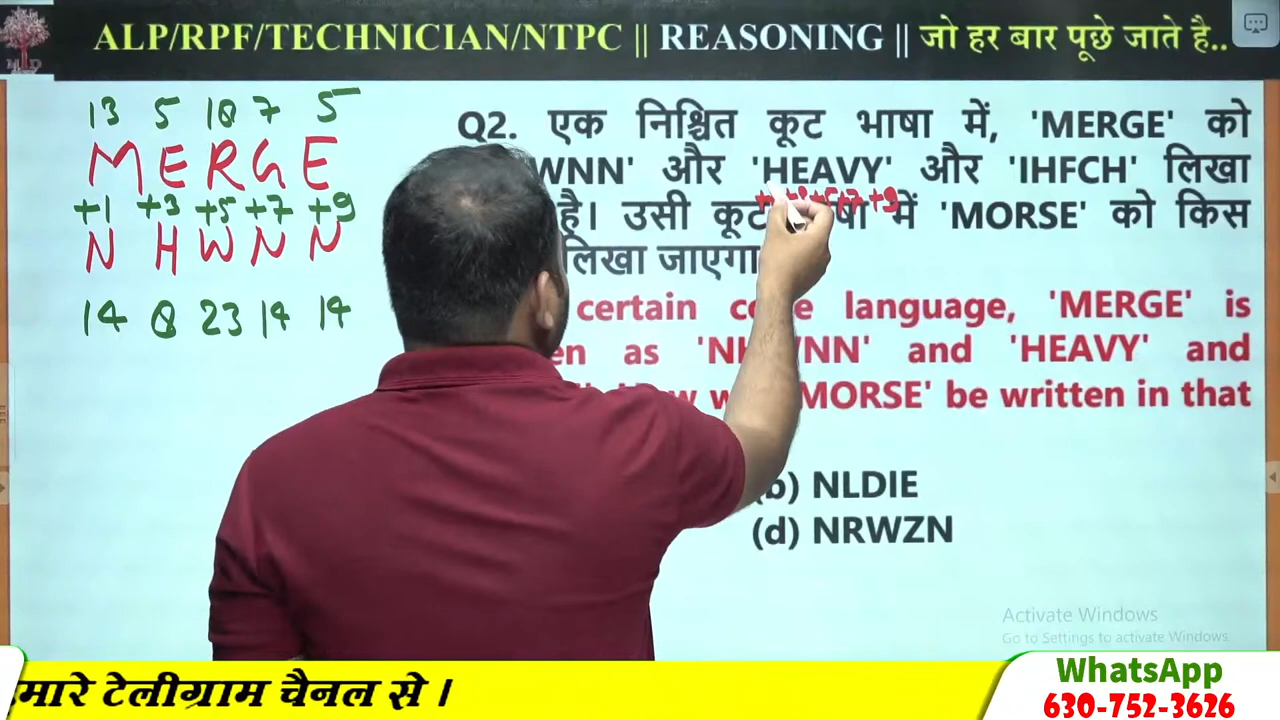 ALP/RPF/TECHNICIAN/NTPC || REASONING || जो हर बार पूछे जाते है..
13 5 18 7 5
MERGE
+1 +3 +5 +7 +9
N H W N N
14 8 23 14 14
Q2. एक निश्चित कूट भाषा में, 'MERGE' को
WNN' और 'HEAVY' और 'IHFCH' लिखा
+5 +7 +9
है। उसी कूट में 'MORSE' को किस
लिखा जाएगा
certain language, 'MERGE' is
as and 'HEAVY' and
'MORSE' be written in that
(b) NLDIE
(d) NRWZN
Activate Windows
Go to Settings to activate Windows.
टेलीग्राम चैनल से ।
WhatsApp
630-752-3626